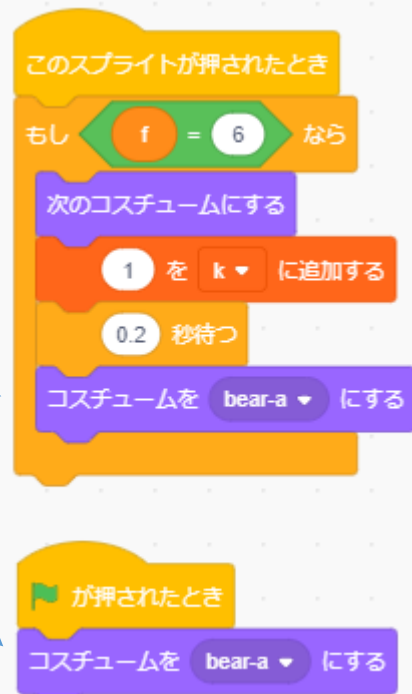 このスプライトが押されたとき
もし f = 6 なら
次のコスチュームにする
1 を k に追加する
0.2 秒待つ
コスチュームを bear-a にする
が押されたとき
コスチュームを bear-a にする